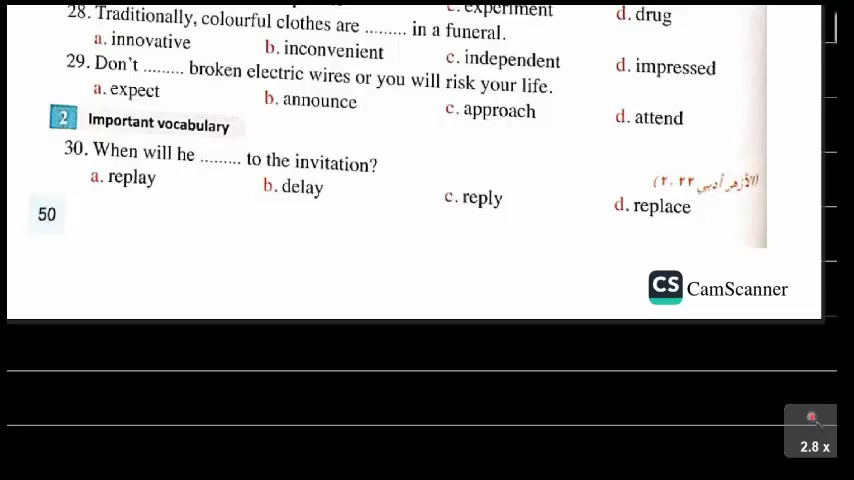 c. experiment
d. drug
28. Traditionally, colourful clothes are ......... in a funeral.
a. innovative b. inconvenient c. independent d. impressed
29. Don't ......... broken electric wires or you will risk your life.
a. expect b. announce c. approach d. attend
2 Important vocabulary
30. When will he ......... to the invitation?
(الأزهر أدبي ٢٠٢٢)
a. replay b. delay c. reply d. replace
50
CS CamScanner
2.8 x